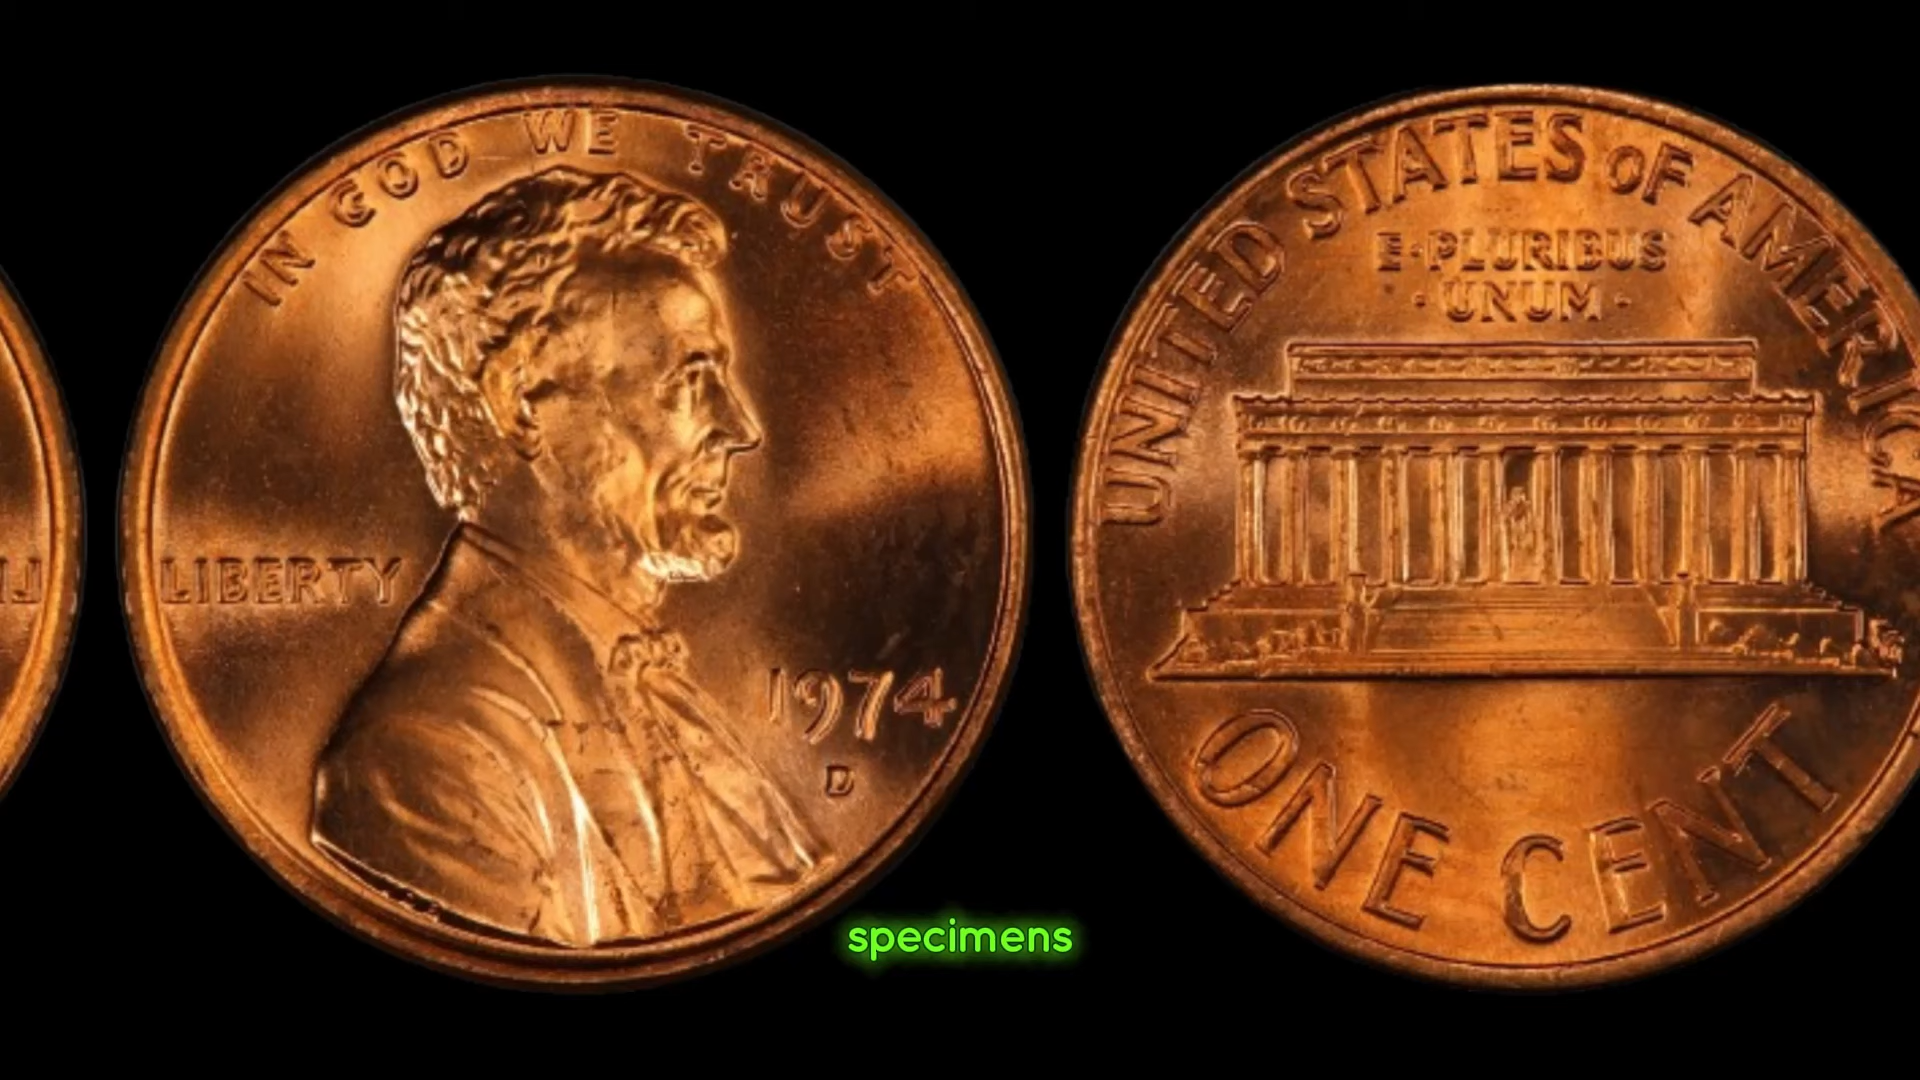 IN GOD WE TRUST
LIBERTY
1974
D
UNITED STATES OF AMERICA
E·PLURIBUS
·UNUM·
ONE CENT
specimens